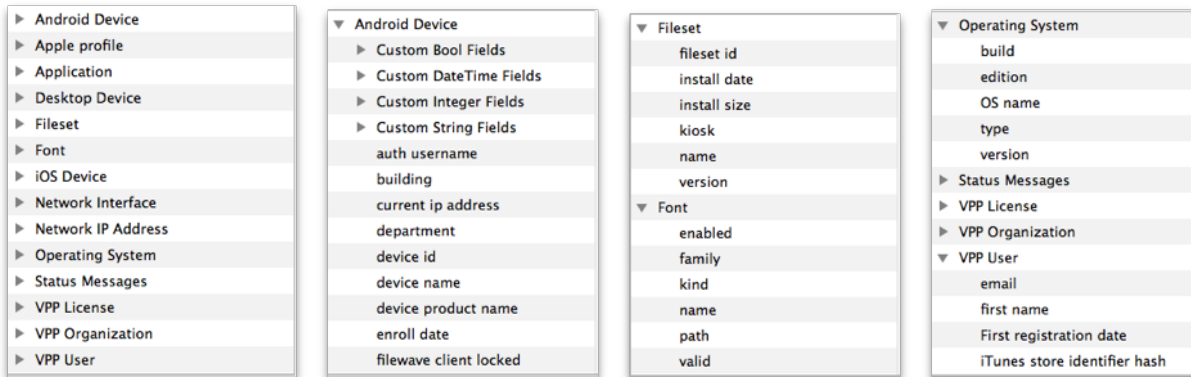 Android Device
Apple profile
Application
Desktop Device
Fileset
Font
iOS Device
Network Interface
Network IP Address
Operating System
Status Messages
VPP License
VPP Organization
VPP User
Android Device
Custom Bool Fields
Custom DateTime Fields
Custom Integer Fields
Custom String Fields
auth username
building
current ip address
department
device id
device name
device product name
enroll date
filewave client locked
Fileset
fileset id
install date
install size
kiosk
name
version
Font
enabled
family
kind
name
path
valid
Operating System
build
edition
OS name
type
version
Status Messages
VPP License
VPP Organization
VPP User
email
first name
First registration date
iTunes store identifier hash